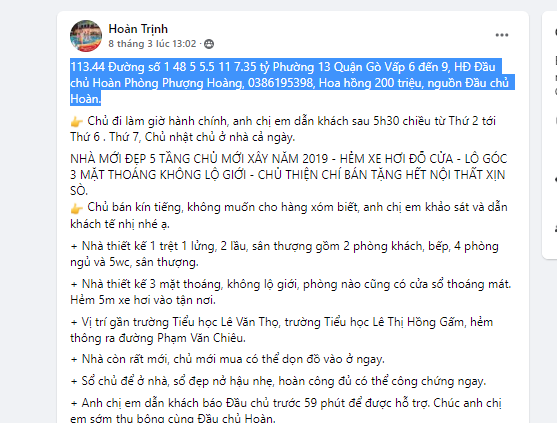 Hoàn Trịnh
8 tháng 3 lúc 13:02 ·
113.44 Đường số 1 48 5 5.5 11 7.35 tỷ Phường 13 Quận Gò Vấp 6 đến 9, HĐ Đầu
chủ Hoàn Phòng Phượng Hoàng, 0386195398, Hoa hồng 200 triệu, nguồn Đầu chủ
Hoàn.
👉 Chủ đi làm giờ hành chính, anh chị em dẫn khách sau 5h30 chiều từ Thứ 2 tới
Thứ 6 . Thứ 7, Chủ nhật chủ ở nhà cả ngày.
NHÀ MỚI ĐẸP 5 TẦNG CHỦ MỚI XÂY NĂM 2019 - HẺM XE HƠI ĐỖ CỬA - LÔ GÓC
3 MẶT THOÁNG KHÔNG LỘ GIỚI - CHỦ THIỆN CHÍ BÁN TẶNG HẾT NỘI THẤT XỊN
SÒ.
👉 Chủ bán kín tiếng, không muốn cho hàng xóm biết, anh chị em khảo sát và dẫn
khách tế nhị nhé ạ.
+ Nhà thiết kế 1 trệt 1 lửng, 2 lầu, sân thượng gồm 2 phòng khách, bếp, 4 phòng
ngủ và 5wc, sân thượng.
+ Nhà thiết kế 3 mặt thoáng, không lộ giới, phòng nào cũng có cửa sổ thoáng mát.
Hẻm 5m xe hơi vào tận nơi.
+ Vị trí gần trường Tiểu học Lê Văn Thọ, trường Tiểu học Lê Thị Hồng Gấm, hẻm
thông ra đường Phạm Văn Chiêu.
+ Nhà còn rất mới, chủ mới mua có thể dọn đồ vào ở ngay.
+ Sổ chủ để ở nhà, sổ đẹp nở hậu nhẹ, hoàn công đủ có thể công chứng ngay.
+ Anh chị em dẫn khách báo Đầu chủ trước 59 phút để được hỗ trợ. Chúc anh chị
em sớm thu bông cùng Đầu chủ Hoàn.